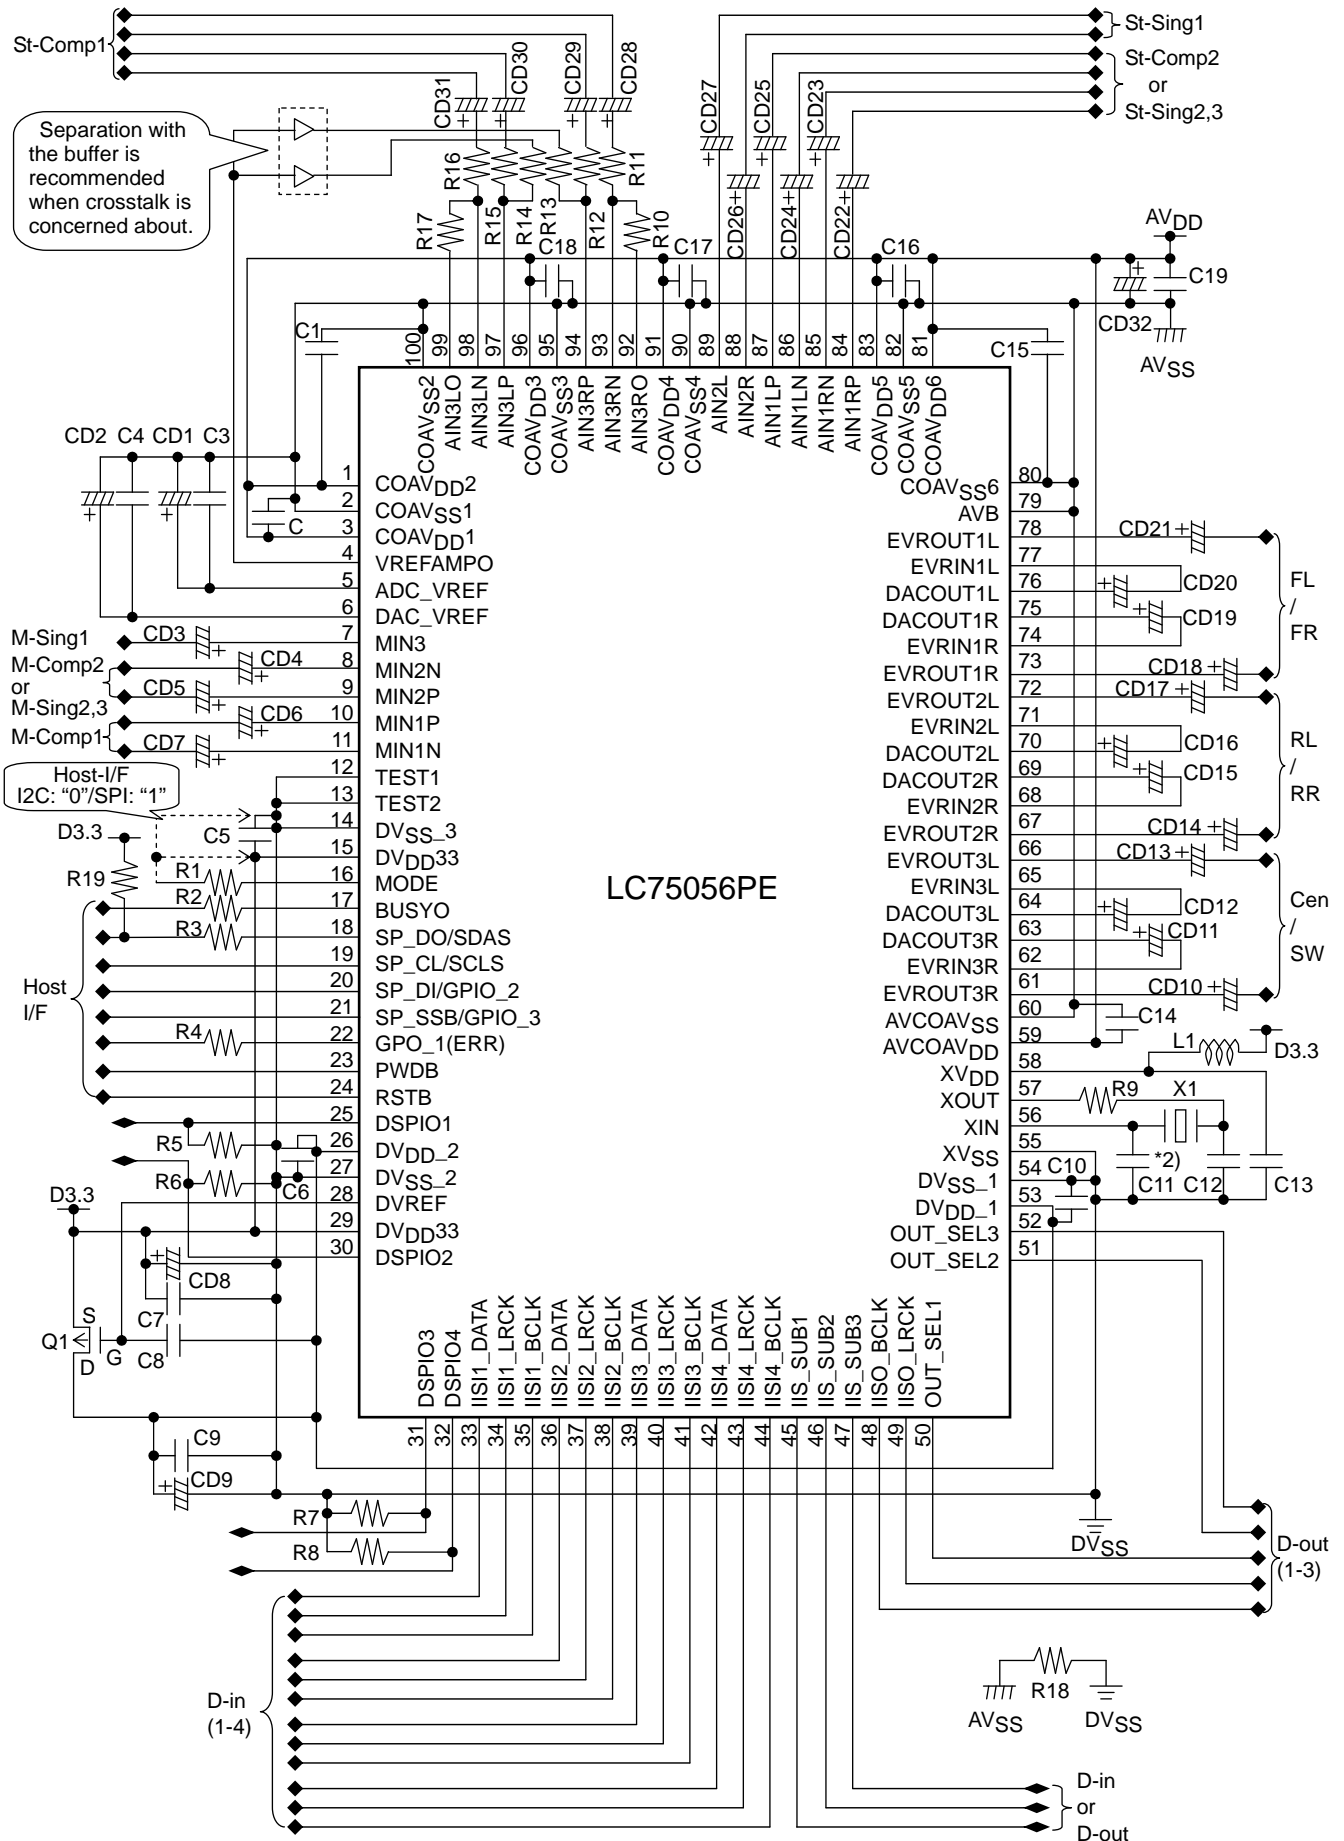 St-Comp1
CD31
CD30
CD29
CD28
CD27
CD25
CD23
St-Sing1
St-Comp2
or
St-Sing2,3
Separation with
the buffer is
recommended
when crosstalk is
concerned about.
R17
R16
R15
R14
R13
R12
R11
R10
CD26
CD24
CD22
C18
C17
C16
AVDD
C19
CD32
AVSS
C1
C15
100
99
98
97
96
95
94
93
92
91
90
89
88
87
86
85
84
83
82
81
COAVSS2
AIN3LO
AIN3LN
AIN3LP
COAVDD3
COAVSS3
AIN3RP
AIN3RN
AIN3RO
COAVDD4
COAVSS4
AIN2L
AIN2R
AIN1LP
AIN1LN
AIN1RN
AIN1RP
COAVDD5
COAVSS5
COAVDD6
CD2 C4 CD1 C3
C
1 COAVDD2
2 COAVSS1
3 COAVDD1
4 VREFAMPO
5 ADC_VREF
6 DAC_VREF
7 MIN3
8 MIN2N
9 MIN2P
10 MIN1P
11 MIN1N
12 TEST1
13 TEST2
14 DVSS_3
15 DVDD33
16 MODE
17 BUSYO
18 SP_DO/SDAS
19 SP_CL/SCLS
20 SP_DI/GPIO_2
21 SP_SSB/GPIO_3
22 GPO_1(ERR)
23 PWDB
24 RSTB
25 DSPIO1
26 DVDD_2
27 DVSS_2
28 DVREF
29 DVDD33
30 DSPIO2
M-Sing1
M-Comp2
or
M-Sing2,3
M-Comp1
CD3
CD4
CD5
CD6
CD7
Host-I/F
I2C: “0”/SPI: “1”
D3.3
C5
R19
R1
R2
R3
Host
I/F
R4
R5
R6
C6
D3.3
CD8
C7
C8
Q1
S
D
G
C9
CD9
R7
R8
LC75056PE
80 COAVSS6
79 AVB
78 EVROUT1L
77 EVRIN1L
76 DACOUT1L
75 DACOUT1R
74 EVRIN1R
73 EVROUT1R
72 EVROUT2L
71 EVRIN2L
70 DACOUT2L
69 DACOUT2R
68 EVRIN2R
67 EVROUT2R
66 EVROUT3L
65 EVRIN3L
64 DACOUT3L
63 DACOUT3R
62 EVRIN3R
61 EVROUT3R
60 AVCOAVSS
59 AVCOAVDD
58 XVDD
57 XOUT
56 XIN
55 XVSS
54 DVSS_1
53 DVDD_1
52 OUT_SEL3
51 OUT_SEL2
CD21
CD20
CD19
CD18
FL
/
FR
CD17
CD16
CD15
CD14
RL
/
RR
CD13
CD12
CD11
CD10
Cen
/
SW
C14
L1
D3.3
R9
X1
*2)
C10
C11 C12 C13
DSPIO3
DSPIO4
IISI1_DATA
IISI1_LRCK
IISI1_BCLK
IISI2_DATA
IISI2_LRCK
IISI2_BCLK
IISI3_DATA
IISI3_LRCK
IISI3_BCLK
IISI4_DATA
IISI4_LRCK
IISI4_BCLK
IIS_SUB1
IIS_SUB2
IIS_SUB3
IISO_BCLK
IISO_LRCK
OUT_SEL1
31
32
33
34
35
36
37
38
39
40
41
42
43
44
45
46
47
48
49
50
DVSS
D-out
(1-3)
D-in
(1-4)
R18
AVSS
DVSS
D-in
or
D-out